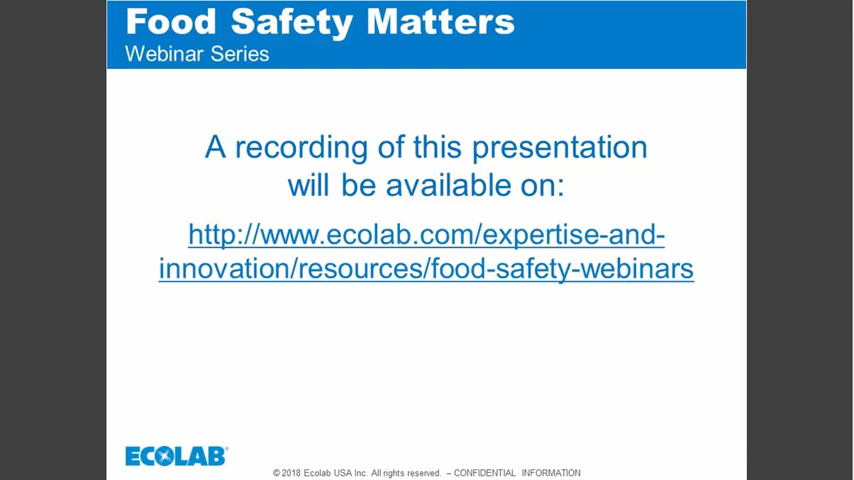 Food Safety Matters
Webinar Series
A recording of this presentation
will be available on:
http://www.ecolab.com/expertise-and-
innovation/resources/food-safety-webinars
ECOLAB®
© 2018 Ecolab USA Inc. All rights reserved. – CONFIDENTIAL INFORMATION